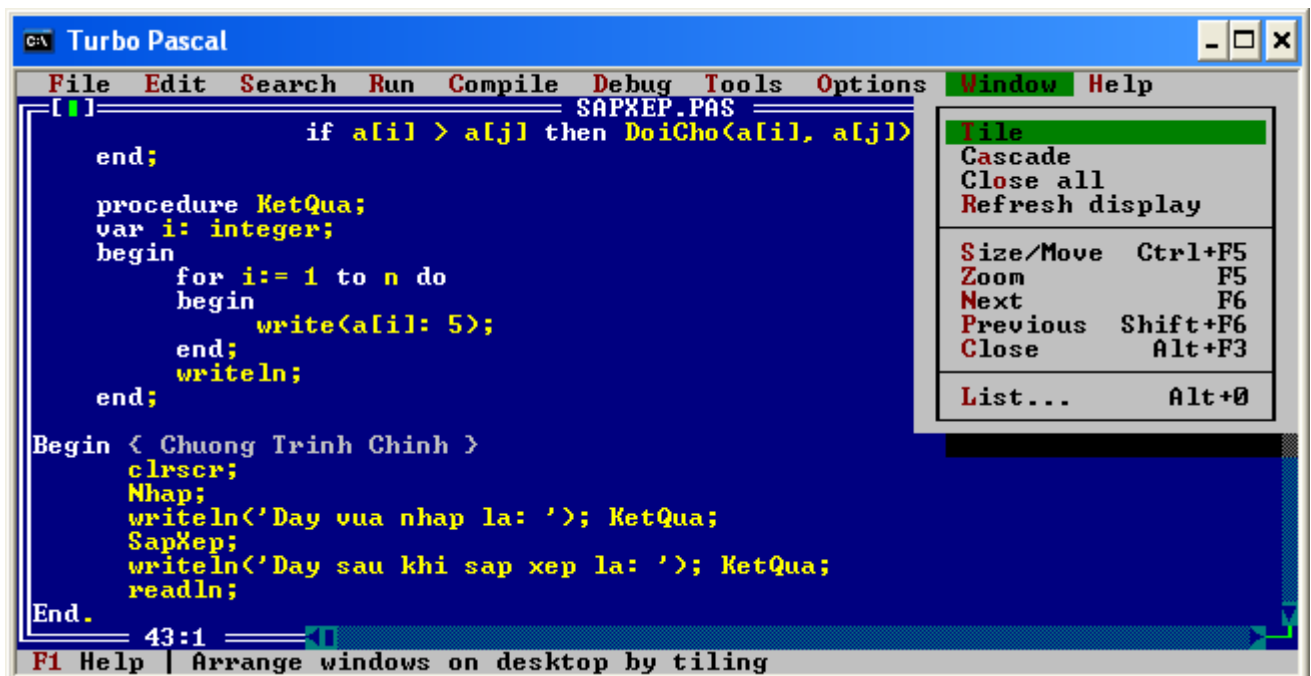 C:\ Turbo Pascal
File Edit Search Run Compile Debug Tools Options Window Help
[ ] SAPXEP.PAS
if a[i] > a[j] then DoiCho(a[i], a[j])
end;
procedure KetQua;
var i: integer;
begin
for i:= 1 to n do
begin
write(a[i]: 5);
end;
writeln;
end;
Begin { Chuong Trinh Chinh }
clrscr;
Nhap;
writeln('Day vua nhap la: '); KetQua;
SapXep;
writeln('Day sau khi sap xep la: '); KetQua;
readln;
End.
43:1
Tile
Cascade
Close all
Refresh display
Size/Move Ctrl+F5
Zoom F5
Next F6
Previous Shift+F6
Close Alt+F3
List... Alt+0
F1 Help | Arrange windows on desktop by tiling